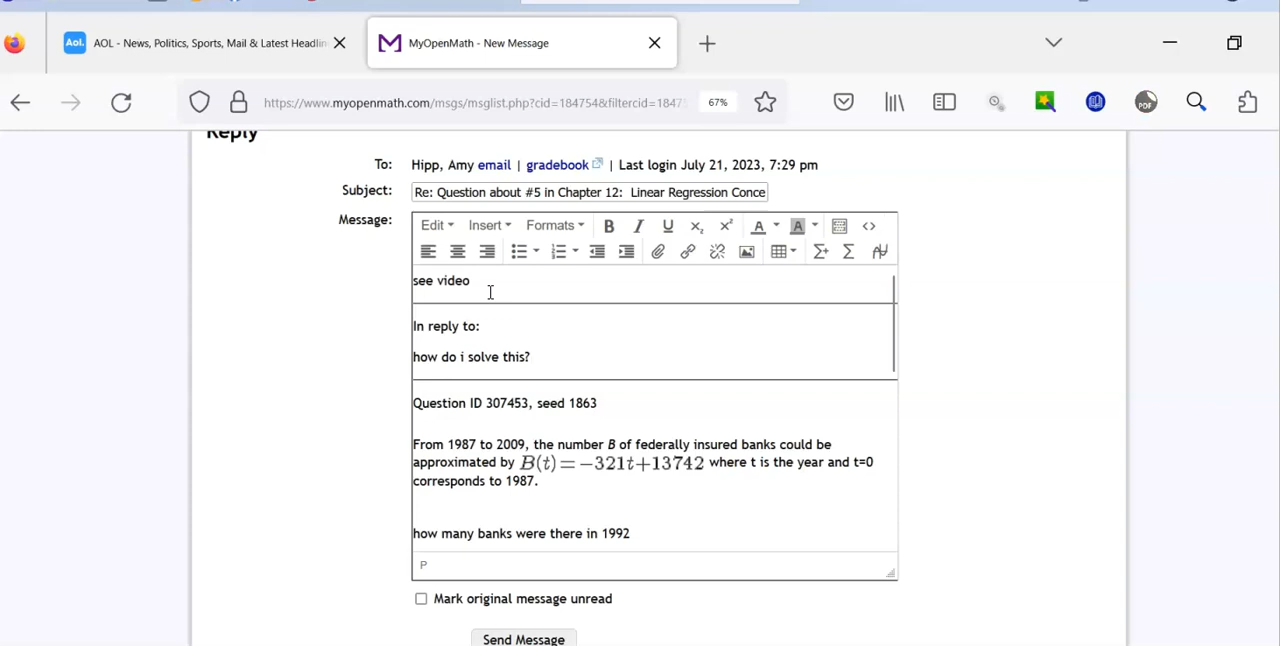 Aol. AOL - News, Politics, Sports, Mail & Latest Headlin
MyOpenMath - New Message
https://www.myopenmath.com/msgs/msglist.php?cid=184754&filtercid=1847
67%
PDF
Reply
To: Hipp, Amy email | gradebook | Last login July 21, 2023, 7:29 pm
Subject: Re: Question about #5 in Chapter 12: Linear Regression Conce
Message:
Edit Insert Formats B I U x₂ x² A A <>
Σ+ Σ
see video
In reply to:
how do i solve this?
Question ID 307453, seed 1863
From 1987 to 2009, the number B of federally insured banks could be
approximated by B(t)=−321t+13742 where t is the year and t=0
corresponds to 1987.
how many banks were there in 1992
P
Mark original message unread
Send Message